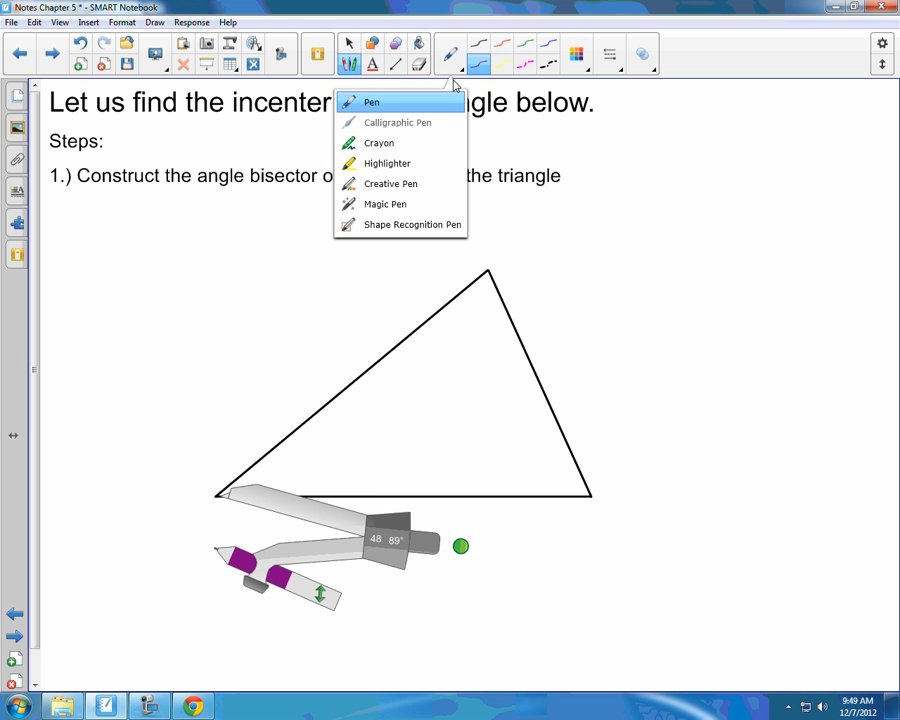 Notes Chapter 5 * - SMART Notebook
File Edit View Insert Format Draw Response Help
Let us find the incenter gle below.
Pen
Calligraphic Pen
Steps:
Crayon
Highlighter
1.) Construct the angle bisector o the triangle
Creative Pen
Magic Pen
Shape Recognition Pen
48 89°
9:49 AM
12/7/2012